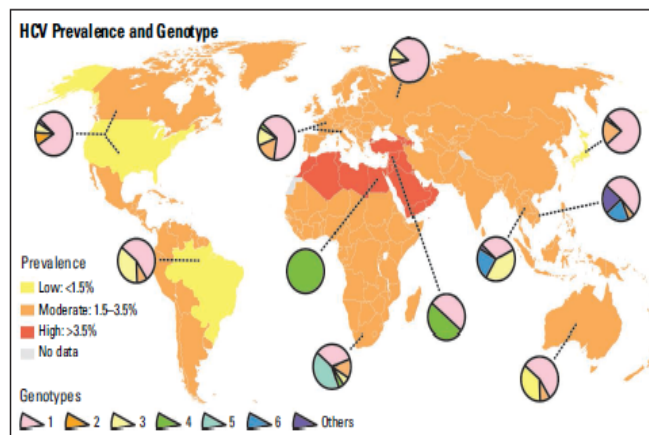 HCV Prevalence and Genotype
Prevalence
Low: <1.5%
Moderate: 1.5–3.5%
High: >3.5%
No data
Genotypes
1 2 3 4 5 6 Others